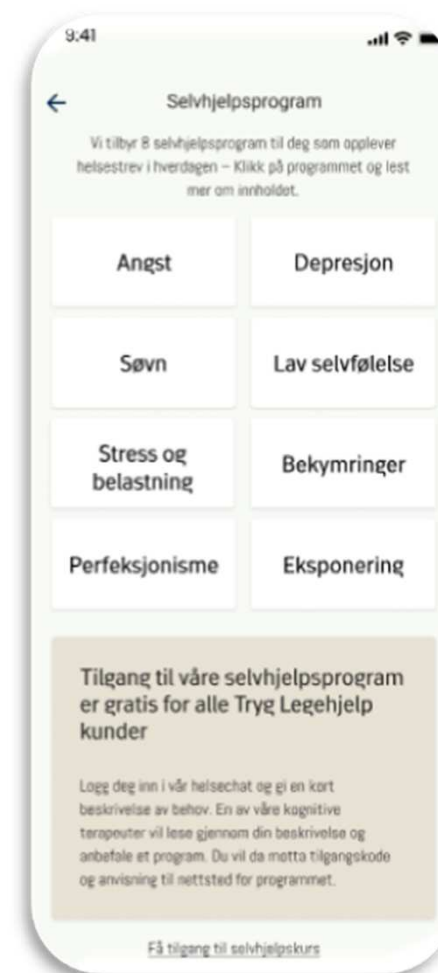 9:41
Selvhjelpsprogram
Vi tilbyr 8 selvhjelpsprogram til deg som opplever
helsestrev i hverdagen – Klikk på programmet og lest
mer om innholdet.
Angst
Depresjon
Søvn
Lav selvfølelse
Stress og
belastning
Bekymringer
Perfeksjonisme
Eksponering
Tilgang til våre selvhjelpsprogram
er gratis for alle Tryg Legehjelp
kunder
Logg deg inn i vår helsechat og gi en kort
beskrivelse av behov. En av våre kognitive
terapeuter vil lese gjennom din beskrivelse og
anbefale et program. Du vil da motta tilgangskode
og anvisning til nettsted for programmet.
Få tilgang til selvhjelpskurs